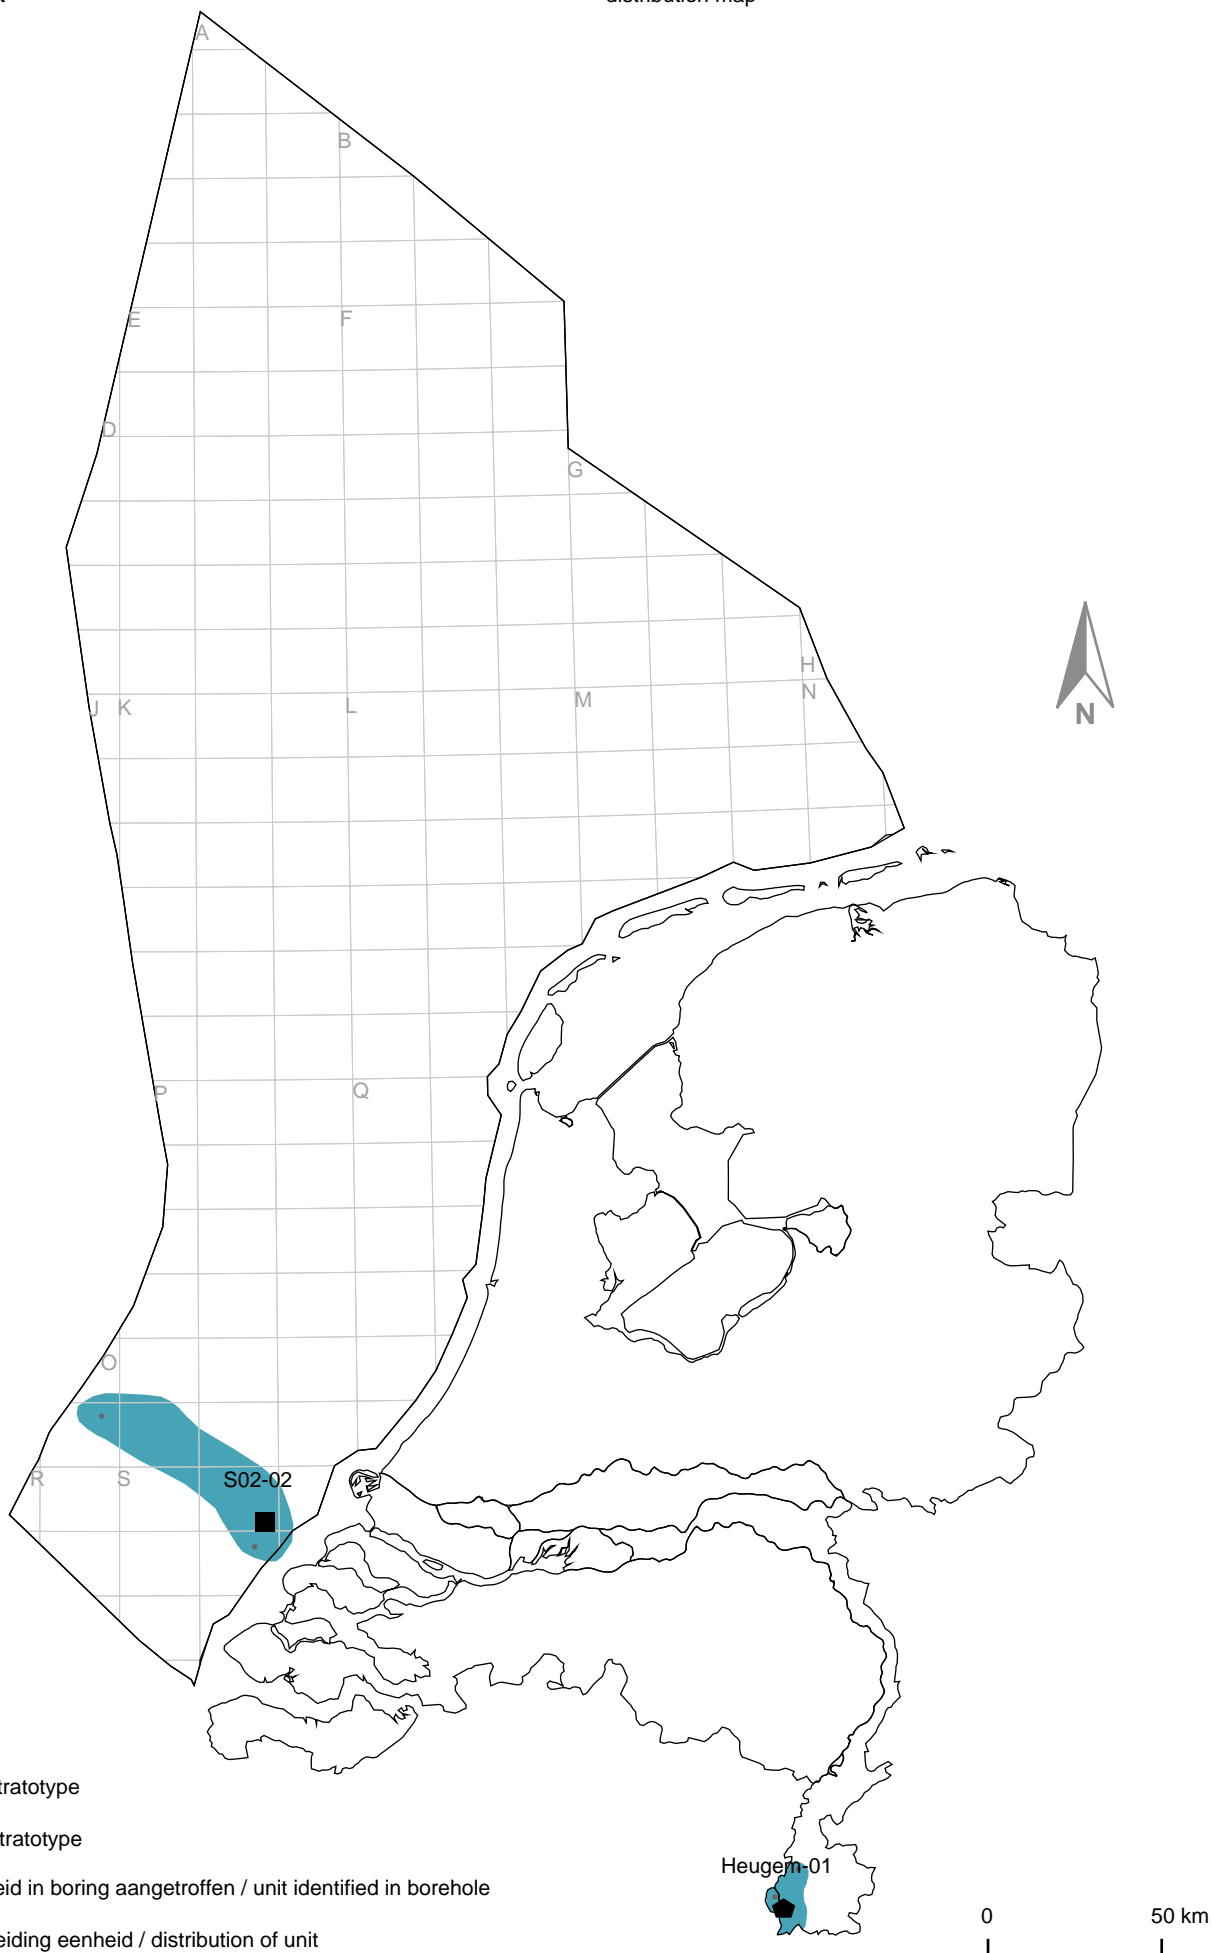 distribution map
A
B
E
F
D
G
H
N
J K
L
M
P
Q
O
R
S
S02-02
N
tratotype
tratotype
Heugem-01
eid in boring aangetroffen / unit identified in borehole
eiding eenheid / distribution of unit
0
50 km